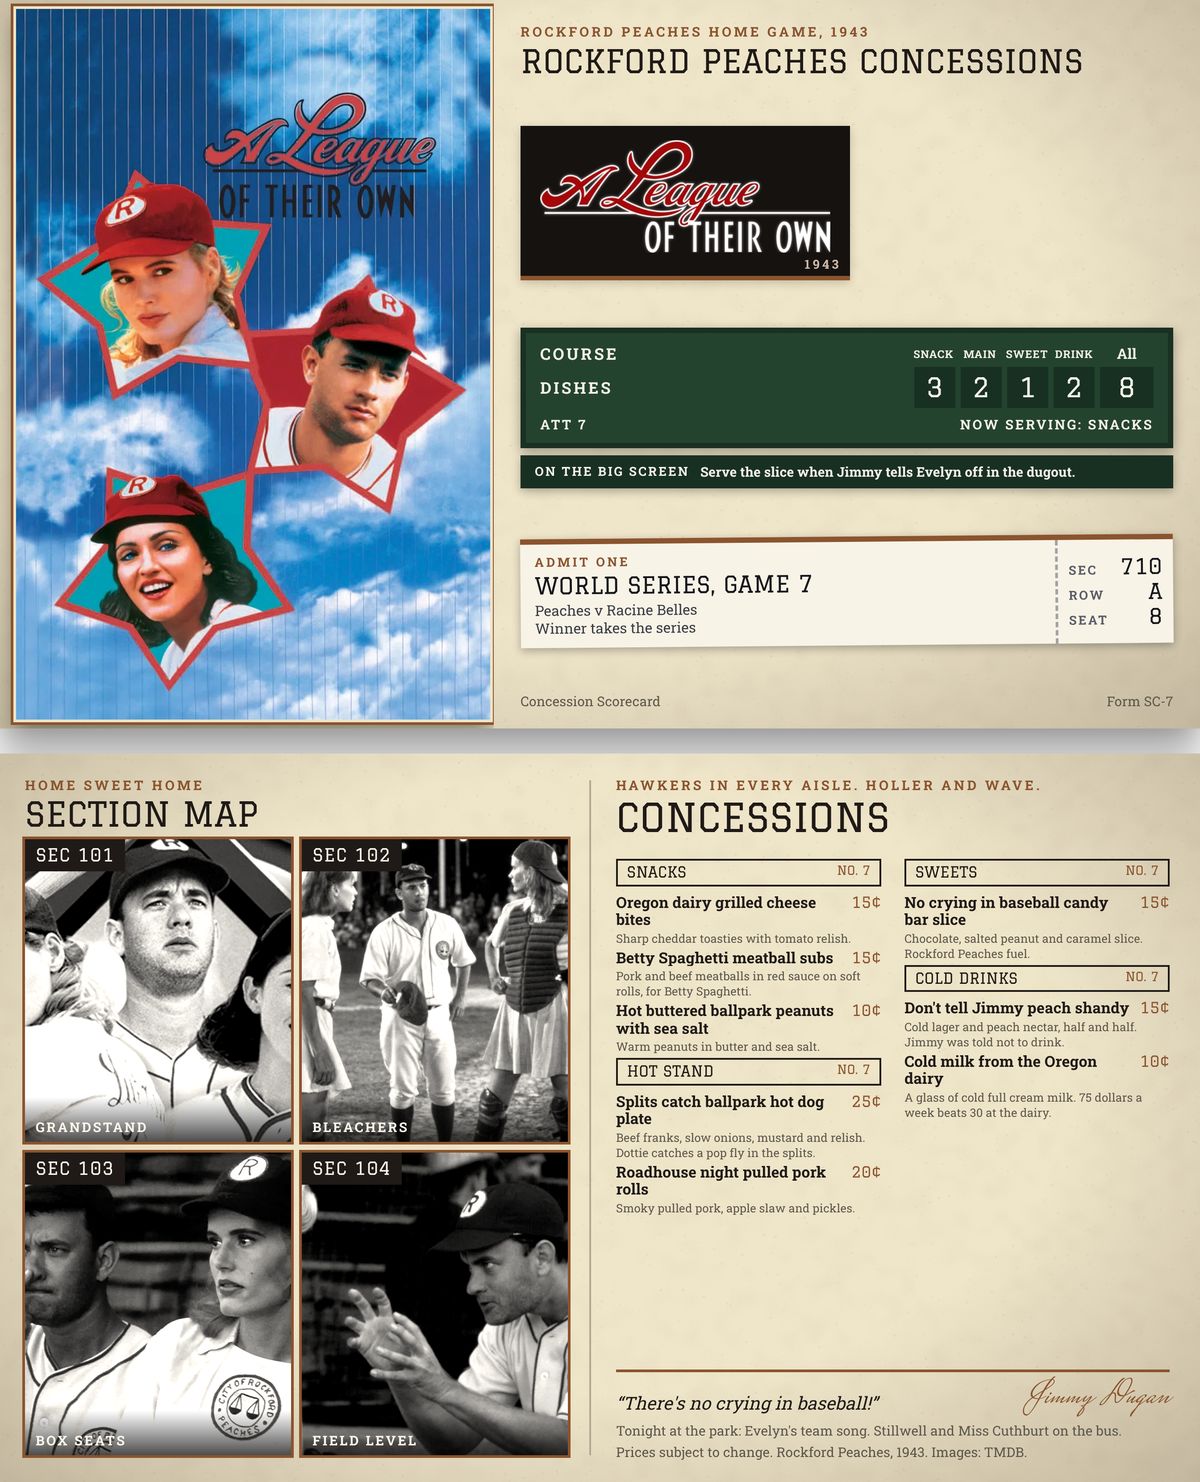 ROCKFORD PEACHES HOME GAME, 1943
ROCKFORD PEACHES CONCESSIONS
A League
OF THEIR OWN
R
R
R
A League
OF THEIR OWN
1943
COURSE SNACK MAIN SWEET DRINK All
DISHES 3 2 1 2 8
ATT 7 NOW SERVING: SNACKS
ON THE BIG SCREEN Serve the slice when Jimmy tells Evelyn off in the dugout.
ADMIT ONE
WORLD SERIES, GAME 7
Peaches v Racine Belles
Winner takes the series
SEC 710
ROW A
SEAT 8
Concession Scorecard Form SC-7
HOME SWEET HOME
SECTION MAP
SEC 101
GRANDSTAND
SEC 102
BLEACHERS
SEC 103
R
CITY OF ROCKFORD
PEACHES
BOX SEATS
SEC 104
R
FIELD LEVEL
HAWKERS IN EVERY AISLE. HOLLER AND WAVE.
CONCESSIONS
SNACKS NO. 7
Oregon dairy grilled cheese 15¢
bites
Sharp cheddar toasties with tomato relish.
Betty Spaghetti meatball subs 15¢
Pork and beef meatballs in red sauce on soft
rolls, for Betty Spaghetti.
Hot buttered ballpark peanuts 10¢
with sea salt
Warm peanuts in butter and sea salt.
HOT STAND NO. 7
Splits catch ballpark hot dog 25¢
plate
Beef franks, slow onions, mustard and relish.
Dottie catches a pop fly in the splits.
Roadhouse night pulled pork 20¢
rolls
Smoky pulled pork, apple slaw and pickles.
SWEETS NO. 7
No crying in baseball candy 15¢
bar slice
Chocolate, salted peanut and caramel slice.
Rockford Peaches fuel.
COLD DRINKS NO. 7
Don't tell Jimmy peach shandy 15¢
Cold lager and peach nectar, half and half.
Jimmy was told not to drink.
Cold milk from the Oregon 10¢
dairy
A glass of cold full cream milk. 75 dollars a
week beats 30 at the dairy.
“There's no crying in baseball!”
Jimmy Dugan
Tonight at the park: Evelyn's team song. Stillwell and Miss Cuthburt on the bus.
Prices subject to change. Rockford Peaches, 1943. Images: TMDB.